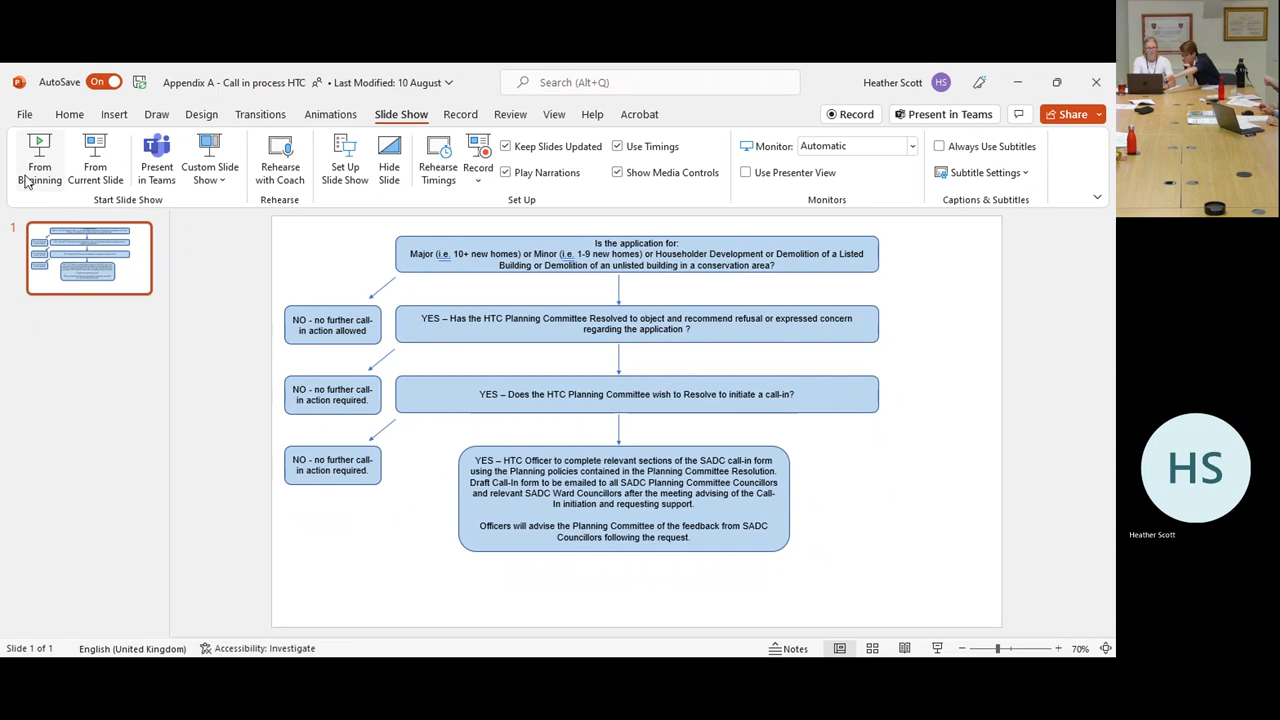 AutoSave On Appendix A - Call in process HTC • Last Modified: 10 August Search (Alt+Q) Heather Scott HS
File Home Insert Draw Design Transitions Animations Slide Show Record Review View Help Acrobat Record Present in Teams Share
From Beginning
From Current Slide
Present in Teams
Custom Slide Show
Rehearse with Coach
Set Up Slide Show
Hide Slide
Rehearse Timings
Record
Keep Slides Updated
Play Narrations
Use Timings
Show Media Controls
Monitor: Automatic
Use Presenter View
Always Use Subtitles
Subtitle Settings
Start Slide Show Rehearse Set Up Monitors Captions & Subtitles
1
Is the application for:
Major (i.e. 10+ new homes) or Minor (i.e. 1-9 new homes) or Householder Development or Demolition of a Listed
Building or Demolition of an unlisted building in a conservation area?
NO - no further call-
in action allowed
YES – Has the HTC Planning Committee Resolved to object and recommend refusal or expressed concern
regarding the application ?
NO - no further call-
in action required.
YES – Does the HTC Planning Committee wish to Resolve to initiate a call-in?
NO - no further call-
in action required.
YES – HTC Officer to complete relevant sections of the SADC call-in form
using the Planning policies contained in the Planning Committee Resolution.
Draft Call-In form to be emailed to all SADC Planning Committee Councillors
and relevant SADC Ward Councillors after the meeting advising of the Call-
In initiation and requesting support.
Officers will advise the Planning Committee of the feedback from SADC
Councillors following the request.
HS
Heather Scott
Slide 1 of 1 English (United Kingdom) Accessibility: Investigate Notes 70%